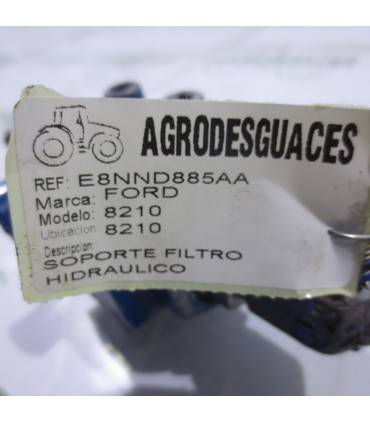 AGRODESGUACES
REF: E8NND885AA
Marca: FORD
Modelo: 8210
Ubicacion: 8210
Descripcion:
SOPORTE FILTRO
HIDRAULICO